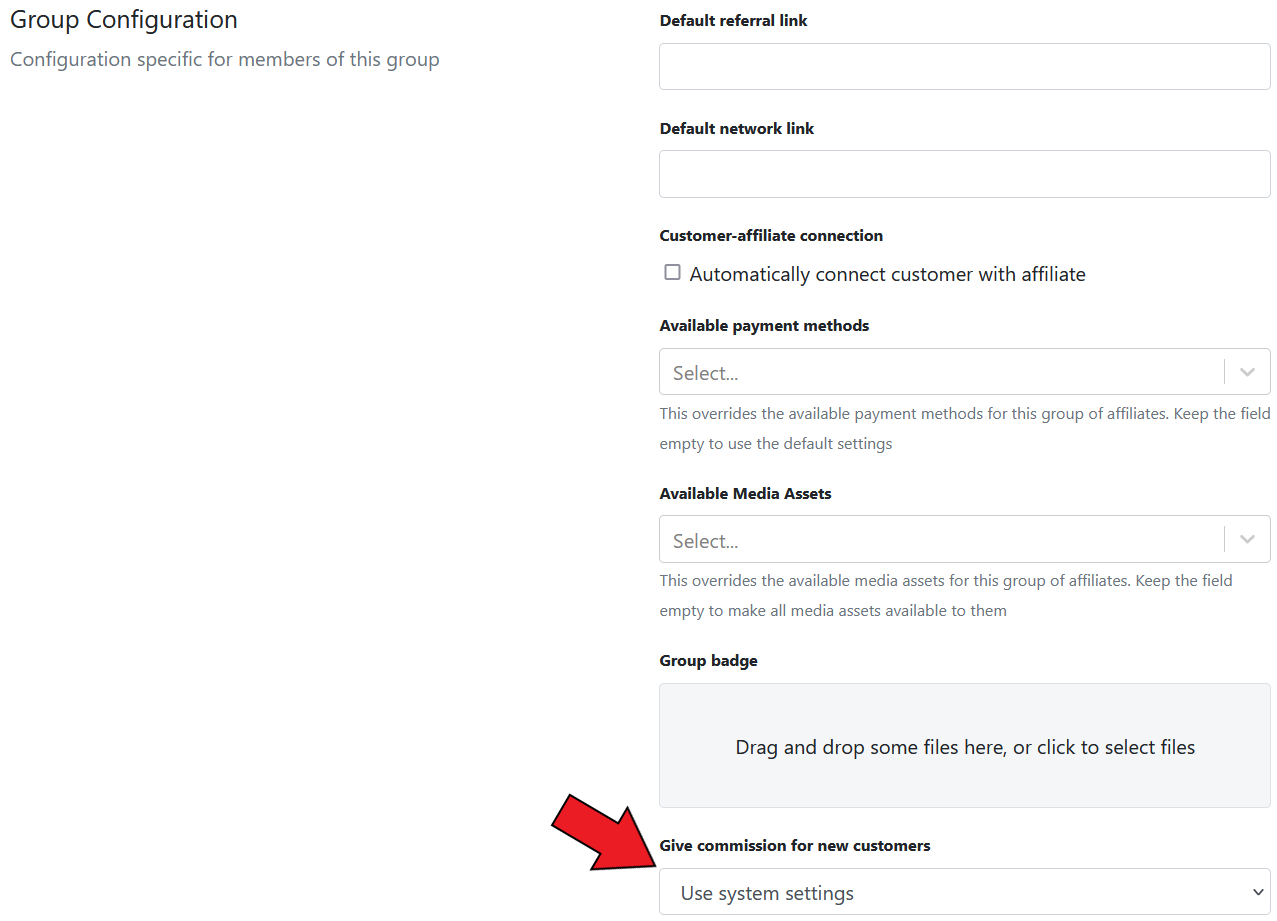 Group Configuration
Configuration specific for members of this group
Default referral link
Default network link
Customer-affiliate connection
Automatically connect customer with affiliate
Available payment methods
Select...
This overrides the available payment methods for this group of affiliates. Keep the field
empty to use the default settings
Available Media Assets
Select...
This overrides the available media assets for this group of affiliates. Keep the field
empty to make all media assets available to them
Group badge
Drag and drop some files here, or click to select files
Give commission for new customers
Use system settings